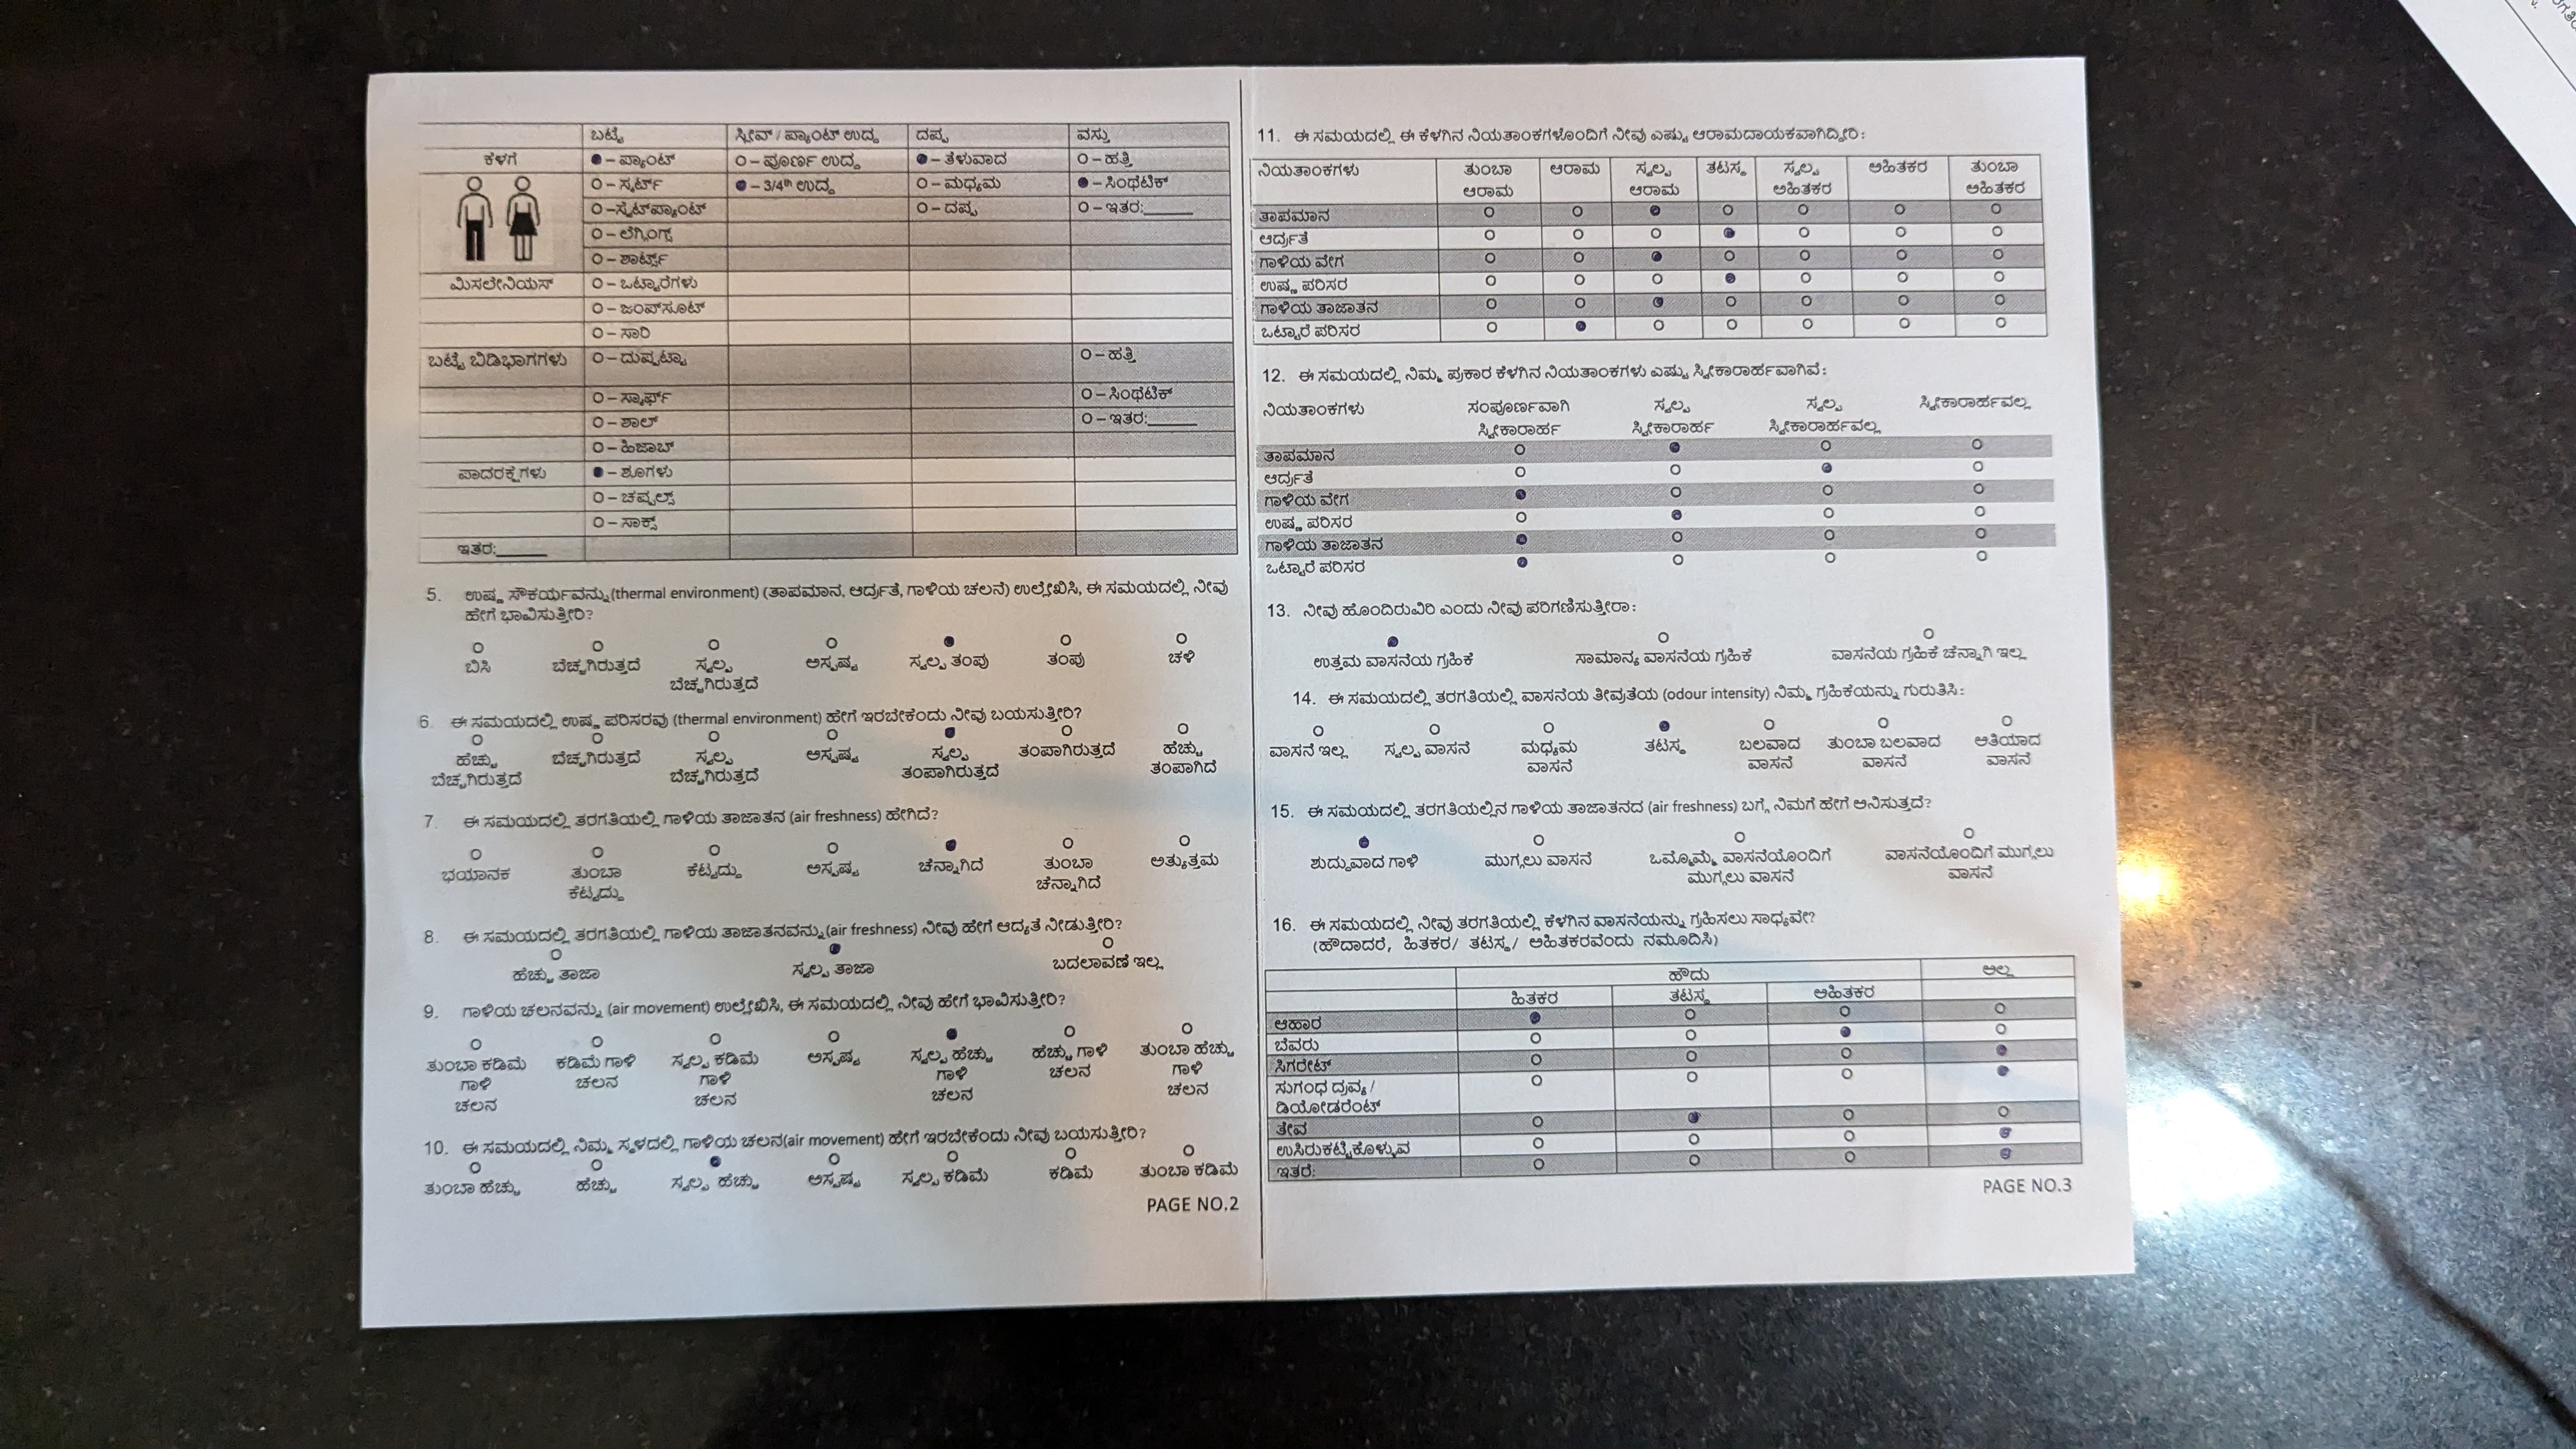 ಬಟ್ಟೆ ಸ್ಲೀವ್ / ಪ್ಯಾಂಟ್ ಉದ್ದ ದಪ್ಪ ವಸ್ತು
ಕೆಳಗೆ ● – ಪ್ಯಾಂಟ್ O – ಪೂರ್ಣ ಉದ್ದ ● – ತೆಳುವಾದ O – ಹತ್ತಿ
O – ಸ್ಕರ್ಟ್ ● – 3/4th ಉದ್ದ O – ಮಧ್ಯಮ ● – ಸಿಂಥೆಟಿಕ್
O –ಸ್ವೆಟ್‌ಪ್ಯಾಂಟ್ O – ದಪ್ಪ O – ಇತರ:______
O – ಲೆಗ್ಗಿಂಗ್ಸ್
O – ಶಾರ್ಟ್ಸ್
ಮಿಸಲೇನಿಯಸ್ O – ಒಟ್ಟಾರೆಗಳು
O – ಜಂಪ್‌ಸೂಟ್
O – ಸಾರಿ
ಬಟ್ಟೆ ಬಿಡಿಭಾಗಗಳು O – ದುಪ್ಪಟ್ಟಾ O – ಹತ್ತಿ
O – ಸ್ಕಾರ್ಫ್ O – ಸಿಂಥೆಟಿಕ್
O – ಶಾಲ್ O – ಇತರ:______
O – ಹಿಜಾಬ್
ಪಾದರಕ್ಷೆಗಳು ● – ಶೂಗಳು
O – ಚಪ್ಪಲ್ಸ್
O – ಸಾಕ್ಸ್
ಇತರ:______
5. ಉಷ್ಣ ಸೌಕರ್ಯವನ್ನು (thermal environment) (ತಾಪಮಾನ, ಆರ್ದ್ರತೆ, ಗಾಳಿಯ ಚಲನೆ) ಉಲ್ಲೇಖಿಸಿ, ಈ ಸಮಯದಲ್ಲಿ ನೀವು
ಹೇಗೆ ಭಾವಿಸುತ್ತೀರಿ?
ಬಿಸಿ ಬೆಚ್ಚಗಿರುತ್ತದೆ ಸ್ವಲ್ಪ ಅಸ್ಪಷ್ಟ ಸ್ವಲ್ಪ ತಂಪು ತಂಪು ಚಳಿ
ಬೆಚ್ಚಗಿರುತ್ತದೆ
6. ಈ ಸಮಯದಲ್ಲಿ ಉಷ್ಣ ಪರಿಸರವು (thermal environment) ಹೇಗೆ ಇರಬೇಕೆಂದು ನೀವು ಬಯಸುತ್ತೀರಿ?
ಹೆಚ್ಚು ಬೆಚ್ಚಗಿರುತ್ತದೆ ಸ್ವಲ್ಪ ಅಸ್ಪಷ್ಟ ಸ್ವಲ್ಪ ತಂಪಾಗಿರುತ್ತದೆ ಹೆಚ್ಚು
ಬೆಚ್ಚಗಿರುತ್ತದೆ ಬೆಚ್ಚಗಿರುತ್ತದೆ ತಂಪಾಗಿರುತ್ತದೆ ತಂಪಾಗಿದೆ
7. ಈ ಸಮಯದಲ್ಲಿ ತರಗತಿಯಲ್ಲಿ ಗಾಳಿಯ ತಾಜಾತನ (air freshness) ಹೇಗಿದೆ?
ಭಯಾನಕ ತುಂಬಾ ಕೆಟ್ಟದ್ದು ಅಸ್ಪಷ್ಟ ಚೆನ್ನಾಗಿದೆ ತುಂಬಾ ಅತ್ಯುತ್ತಮ
ಕೆಟ್ಟದ್ದು ಚೆನ್ನಾಗಿದೆ
8. ಈ ಸಮಯದಲ್ಲಿ ತರಗತಿಯಲ್ಲಿ ಗಾಳಿಯ ತಾಜಾತನವನ್ನು (air freshness) ನೀವು ಹೇಗೆ ಆದ್ಯತೆ ನೀಡುತ್ತೀರಿ?
ಹೆಚ್ಚು ತಾಜಾ ಸ್ವಲ್ಪ ತಾಜಾ ಬದಲಾವಣೆ ಇಲ್ಲ
9. ಗಾಳಿಯ ಚಲನವನ್ನು (air movement) ಉಲ್ಲೇಖಿಸಿ, ಈ ಸಮಯದಲ್ಲಿ ನೀವು ಹೇಗೆ ಭಾವಿಸುತ್ತೀರಿ?
ತುಂಬಾ ಕಡಿಮೆ ಕಡಿಮೆ ಗಾಳಿ ಸ್ವಲ್ಪ ಕಡಿಮೆ ಅಸ್ಪಷ್ಟ ಸ್ವಲ್ಪ ಹೆಚ್ಚು ಹೆಚ್ಚು ಗಾಳಿ ತುಂಬಾ ಹೆಚ್ಚು
ಗಾಳಿ ಚಲನ ಗಾಳಿ ಗಾಳಿ ಚಲನ ಗಾಳಿ
ಚಲನ ಚಲನ ಚಲನ ಚಲನ
10. ಈ ಸಮಯದಲ್ಲಿ ನಿಮ್ಮ ಸ್ಥಳದಲ್ಲಿ ಗಾಳಿಯ ಚಲನ(air movement) ಹೇಗೆ ಇರಬೇಕೆಂದು ನೀವು ಬಯಸುತ್ತೀರಿ?
ತುಂಬಾ ಹೆಚ್ಚು ಹೆಚ್ಚು ಸ್ವಲ್ಪ ಹೆಚ್ಚು ಅಸ್ಪಷ್ಟ ಸ್ವಲ್ಪ ಕಡಿಮೆ ಕಡಿಮೆ ತುಂಬಾ ಕಡಿಮೆ
PAGE NO.2
11. ಈ ಸಮಯದಲ್ಲಿ ಈ ಕೆಳಗಿನ ನಿಯತಾಂಕಗಳೊಂದಿಗೆ ನೀವು ಎಷ್ಟು ಆರಾಮದಾಯಕವಾಗಿದ್ದೀರಿ:
ನಿಯತಾಂಕಗಳು ತುಂಬಾ ಆರಾಮ ಸ್ವಲ್ಪ ತಟಸ್ಥ ಸ್ವಲ್ಪ ಅಹಿತಕರ ತುಂಬಾ
ಆರಾಮ ಆರಾಮ ಅಹಿತಕರ ಅಹಿತಕರ
ತಾಪಮಾನ
ಆರ್ದ್ರತೆ
ಗಾಳಿಯ ವೇಗ
ಉಷ್ಣ ಪರಿಸರ
ಗಾಳಿಯ ತಾಜಾತನ
ಒಟ್ಟಾರೆ ಪರಿಸರ
12. ಈ ಸಮಯದಲ್ಲಿ ನಿಮ್ಮ ಪ್ರಕಾರ ಕೆಳಗಿನ ನಿಯತಾಂಕಗಳು ಎಷ್ಟು ಸ್ವೀಕಾರಾರ್ಹವಾಗಿವೆ:
ನಿಯತಾಂಕಗಳು ಸಂಪೂರ್ಣವಾಗಿ ಸ್ವಲ್ಪ ಸ್ವಲ್ಪ ಸ್ವೀಕಾರಾರ್ಹವಲ್ಲ
ಸ್ವೀಕಾರಾರ್ಹ ಸ್ವೀಕಾರಾರ್ಹ ಸ್ವೀಕಾರಾರ್ಹವಲ್ಲ
ತಾಪಮಾನ
ಆರ್ದ್ರತೆ
ಗಾಳಿಯ ವೇಗ
ಉಷ್ಣ ಪರಿಸರ
ಗಾಳಿಯ ತಾಜಾತನ
ಒಟ್ಟಾರೆ ಪರಿಸರ
13. ನೀವು ಹೊಂದಿರುವಿರಿ ಎಂದು ನೀವು ಪರಿಗಣಿಸುತ್ತೀರಾ:
ಉತ್ತಮ ವಾಸನೆಯ ಗ್ರಹಿಕೆ ಸಾಮಾನ್ಯ ವಾಸನೆಯ ಗ್ರಹಿಕೆ ವಾಸನೆಯ ಗ್ರಹಿಕೆ ಚೆನ್ನಾಗಿ ಇಲ್ಲ
14. ಈ ಸಮಯದಲ್ಲಿ ತರಗತಿಯಲ್ಲಿ ವಾಸನೆಯ ತೀವ್ರತೆಯ (odour intensity) ನಿಮ್ಮ ಗ್ರಹಿಕೆಯನ್ನು ಗುರುತಿಸಿ:
ವಾಸನೆ ಇಲ್ಲ ಸ್ವಲ್ಪ ವಾಸನೆ ಮಧ್ಯಮ ತಟಸ್ಥ ಬಲವಾದ ತುಂಬಾ ಬಲವಾದ ಅತಿಯಾದ
ವಾಸನೆ ವಾಸನೆ ವಾಸನೆ ವಾಸನೆ
15. ಈ ಸಮಯದಲ್ಲಿ ತರಗತಿಯಲ್ಲಿನ ಗಾಳಿಯ ತಾಜಾತನದ (air freshness) ಬಗ್ಗೆ ನಿಮಗೆ ಹೇಗೆ ಅನಿಸುತ್ತದೆ?
ಶುದ್ಧವಾದ ಗಾಳಿ ಮುಗ್ಗಲು ವಾಸನೆ ಒಮ್ಮೊಮ್ಮೆ ವಾಸನೆಯೊಂದಿಗೆ ವಾಸನೆಯೊಂದಿಗೆ ಮುಗ್ಗಲು
ಮುಗ್ಗಲು ವಾಸನೆ ವಾಸನೆ
16. ಈ ಸಮಯದಲ್ಲಿ ನೀವು ತರಗತಿಯಲ್ಲಿ ಕೆಳಗಿನ ವಾಸನೆಯನ್ನು ಗ್ರಹಿಸಲು ಸಾಧ್ಯವೇ?
(ಹೌದಾದರೆ, ಹಿತಕರ/ ತಟಸ್ಥ/ ಅಹಿತಕರವೆಂದು ನಮೂದಿಸಿ)
ಹೌದು ಅಲ್ಲ
ಹಿತಕರ ತಟಸ್ಥ ಅಹಿತಕರ
ಆಹಾರ
ಬೆವರು
ಸಿಗರೇಟ್
ಸುಗಂಧ ದ್ರವ್ಯ/
ಡಿಯೋಡರೆಂಟ್
ತೇವ
ಉಸಿರುಕಟ್ಟಿಕೊಳ್ಳುವ
ಇತರೆ:
PAGE NO.3